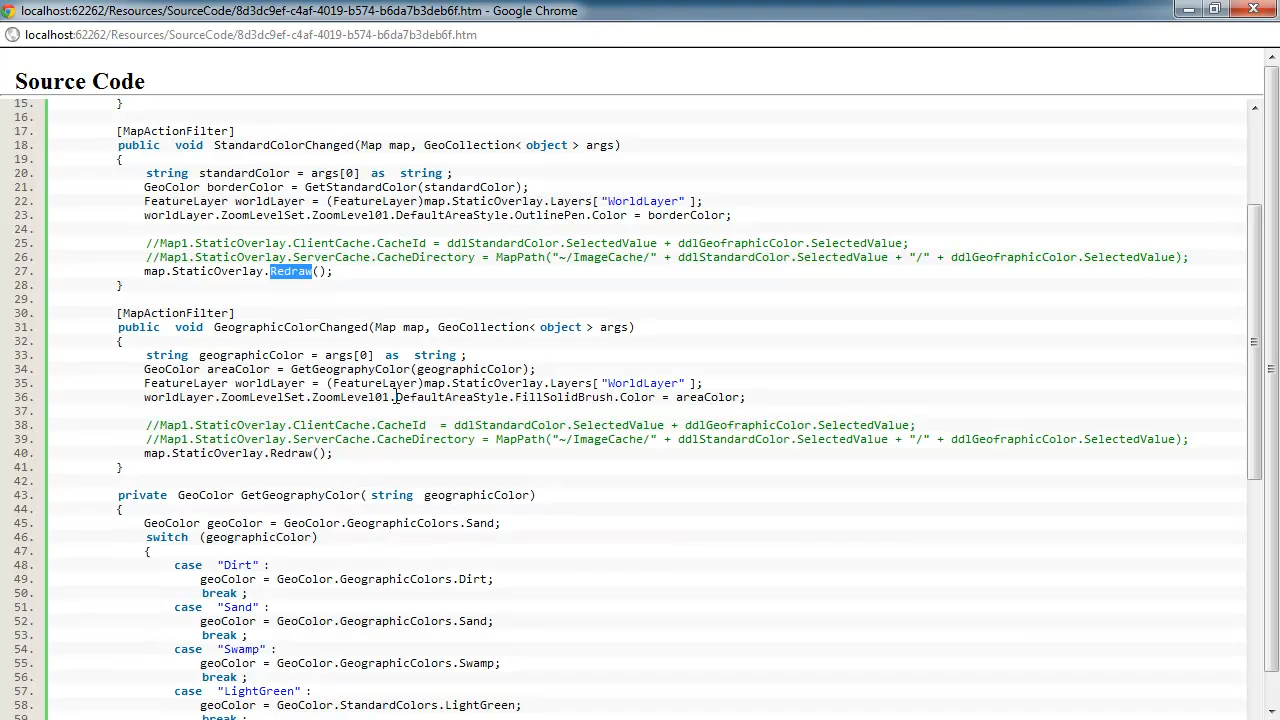 localhost:62262/Resources/SourceCode/8d3dc9ef-c4af-4019-b574-b6da7b3deb6f.htm - Google Chrome
localhost:62262/Resources/SourceCode/8d3dc9ef-c4af-4019-b574-b6da7b3deb6f.htm
Source Code
15. }
16.
17. [MapActionFilter]
18. public void StandardColorChanged(Map map, GeoCollection< object > args)
19. {
20. string standardColor = args[0] as string ;
21. GeoColor borderColor = GetStandardColor(standardColor);
22. FeatureLayer worldLayer = (FeatureLayer)map.StaticOverlay.Layers["WorldLayer" ];
23. worldLayer.ZoomLevelSet.ZoomLevel01.DefaultAreaStyle.OutlinePen.Color = borderColor;
24.
25. //Map1.StaticOverlay.ClientCache.CacheId = ddlStandardColor.SelectedValue + ddlGeofraphicColor.SelectedValue;
26. //Map1.StaticOverlay.ServerCache.CacheDirectory = MapPath("~/ImageCache/" + ddlStandardColor.SelectedValue + "/" + ddlGeofraphicColor.SelectedValue);
27. map.StaticOverlay.Redraw();
28. }
29.
30. [MapActionFilter]
31. public void GeographicColorChanged(Map map, GeoCollection< object > args)
32. {
33. string geographicColor = args[0] as string ;
34. GeoColor areaColor = GetGeographyColor(geographicColor);
35. FeatureLayer worldLayer = (FeatureLayer)map.StaticOverlay.Layers["WorldLayer" ];
36. worldLayer.ZoomLevelSet.ZoomLevel01.DefaultAreaStyle.FillSolidBrush.Color = areaColor;
37.
38. //Map1.StaticOverlay.ClientCache.CacheId  = ddlStandardColor.SelectedValue + ddlGeofraphicColor.SelectedValue;
39. //Map1.StaticOverlay.ServerCache.CacheDirectory = MapPath("~/ImageCache/" + ddlStandardColor.SelectedValue + "/" + ddlGeofraphicColor.SelectedValue);
40. map.StaticOverlay.Redraw();
41. }
42.
43. private GeoColor GetGeographyColor( string geographicColor)
44. {
45. GeoColor geoColor = GeoColor.GeographicColors.Sand;
46. switch (geographicColor)
47. {
48. case "Dirt" :
49. geoColor = GeoColor.GeographicColors.Dirt;
50. break ;
51. case "Sand" :
52. geoColor = GeoColor.GeographicColors.Sand;
53. break ;
54. case "Swamp" :
55. geoColor = GeoColor.GeographicColors.Swamp;
56. break ;
57. case "LightGreen" :
58. geoColor = GeoColor.StandardColors.LightGreen;
59. break ;